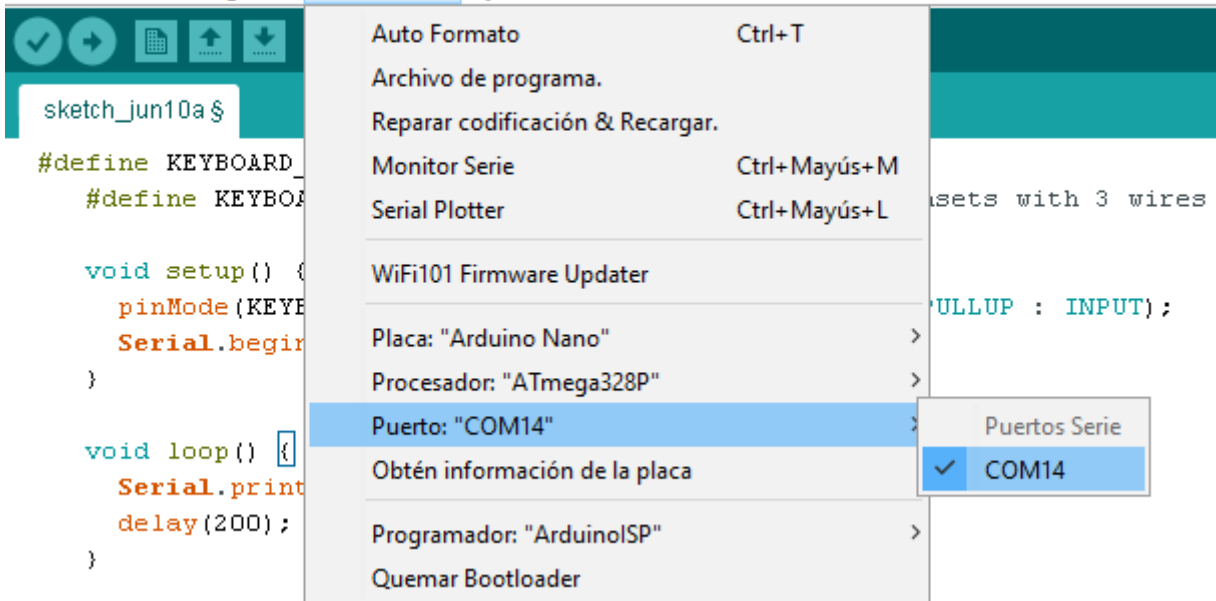 Auto Formato Ctrl+T
Archivo de programa.
Reparar codificación & Recargar.
Monitor Serie Ctrl+Mayús+M
Serial Plotter Ctrl+Mayús+L
WiFi101 Firmware Updater
Placa: "Arduino Nano"
Procesador: "ATmega328P"
Puerto: "COM14"
Obtén información de la placa
Programador: "ArduinoISP"
Quemar Bootloader
Puertos Serie
COM14
sketch_jun10a §
#define KEYBOARD_
#define KEYBOA
sets with 3 wires
void setup() {
pinMode(KEYB
PULLUP : INPUT);
Serial.begin
}
void loop() {
Serial.print
delay(200);
}